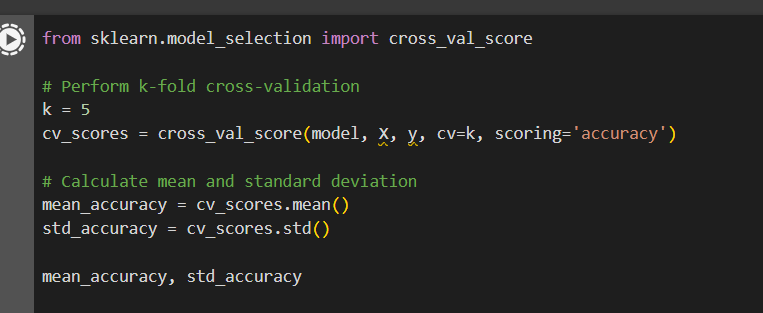 from sklearn.model_selection import cross_val_score
# Perform k-fold cross-validation
k = 5
cv_scores = cross_val_score(model, X, y, cv=k, scoring='accuracy')
# Calculate mean and standard deviation
mean_accuracy = cv_scores.mean()
std_accuracy = cv_scores.std()
mean_accuracy, std_accuracy